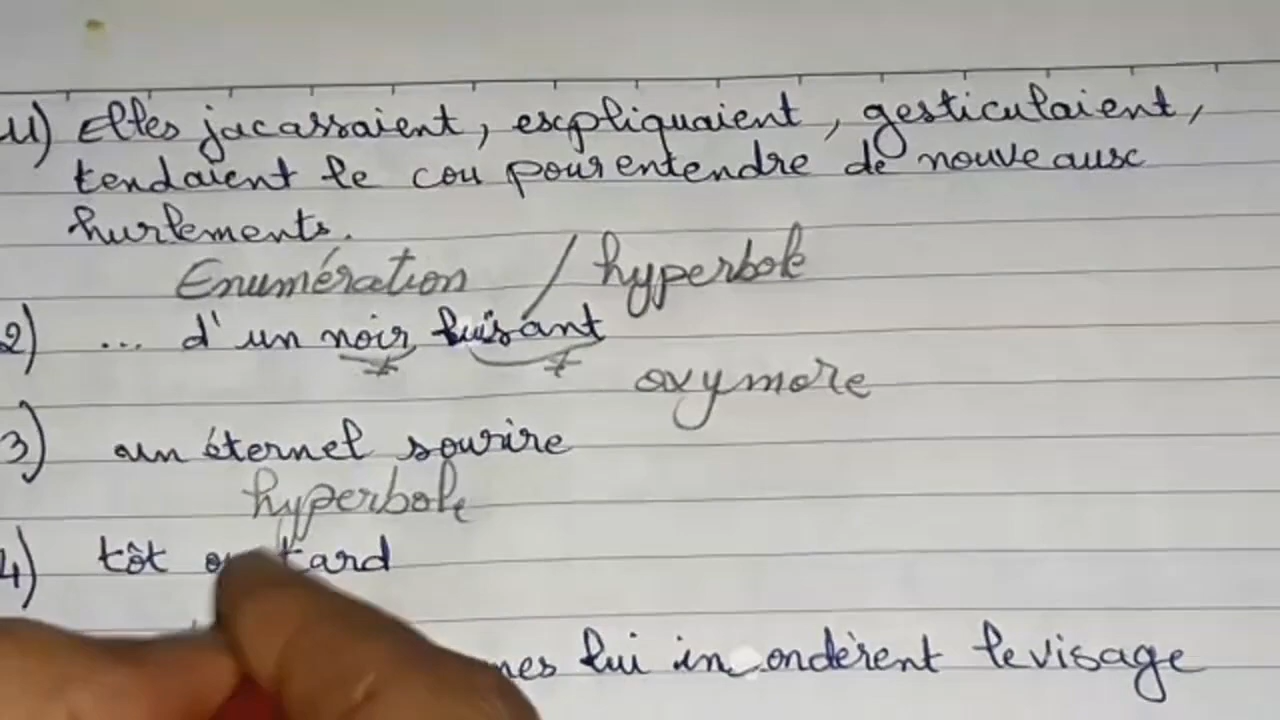 1) Elles jacassaient, expliquaient, gesticulaient,
tendaient le cou pour entendre de nouveaux
hurlements.
Enumération / hyperbole
2) ... d'un noir luisant
oxymore
3) un éternel sourire
hyperbole
4) tôt ou tard
lui inondèrent le visage